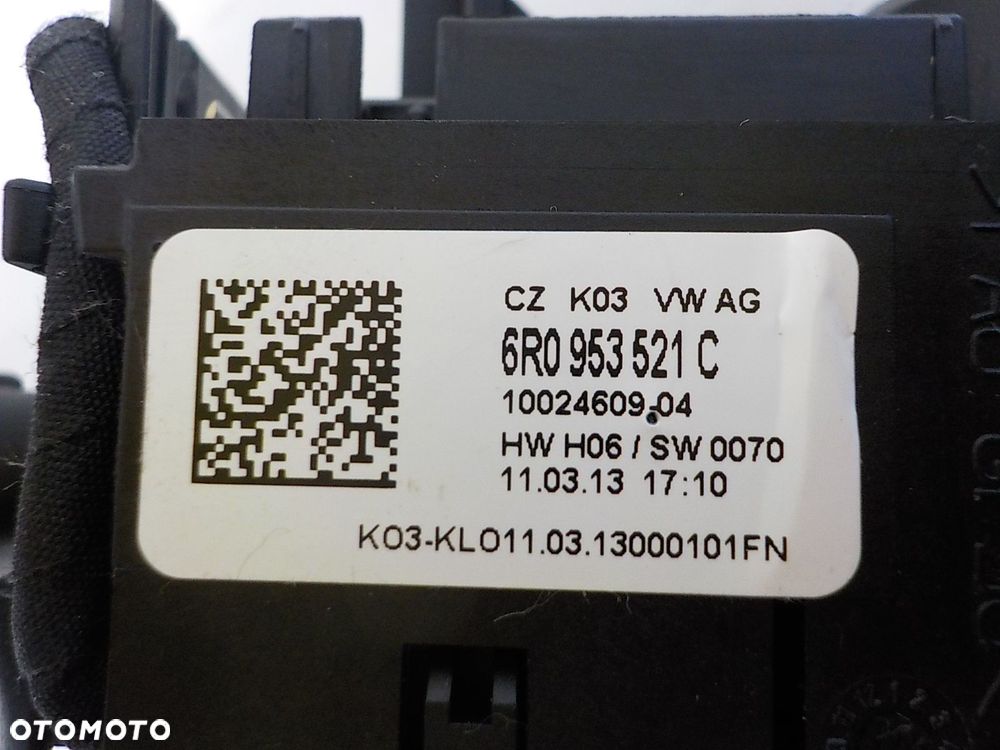 CZ K03 VW AG
6R0 953 521 C
10024609-04
HW H06 / SW 0070
11.03.13 17:10
K03-KLO11.03.13000101FN
OTOMOTO